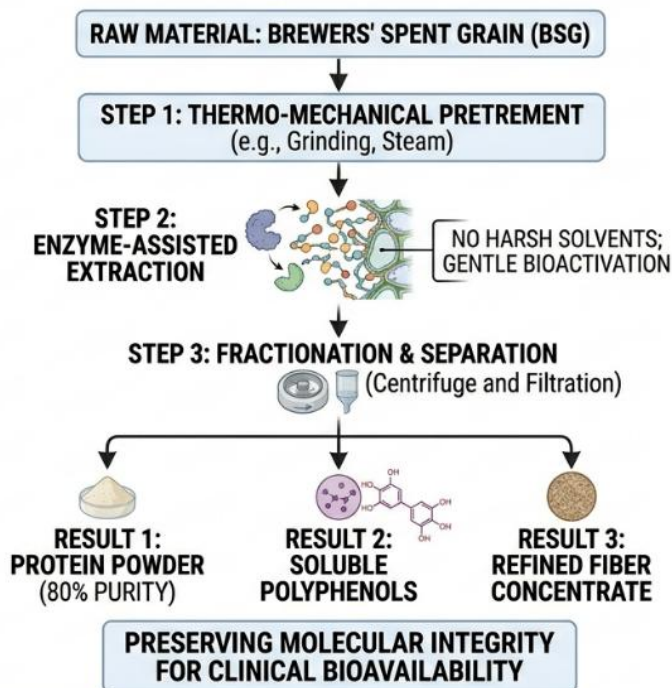 RAW MATERIAL: BREWERS' SPENT GRAIN (BSG)
STEP 1: THERMO-MECHANICAL PRETREMENT
(e.g., Grinding, Steam)
STEP 2:
ENZYME-ASSISTED
EXTRACTION
NO HARSH SOLVENTS;
GENTLE BIOACTIVATION
STEP 3: FRACTIONATION & SEPARATION
(Centrifuge and Filtration)
RESULT 1:
PROTEIN POWDER
(80% PURITY)
OH
HO
HO
HO
OH
OH
OH
RESULT 2:
SOLUBLE
POLYPHENOLS
RESULT 3:
REFINED FIBER
CONCENTRATE
PRESERVING MOLECULAR INTEGRITY
FOR CLINICAL BIOAVAILABILITY